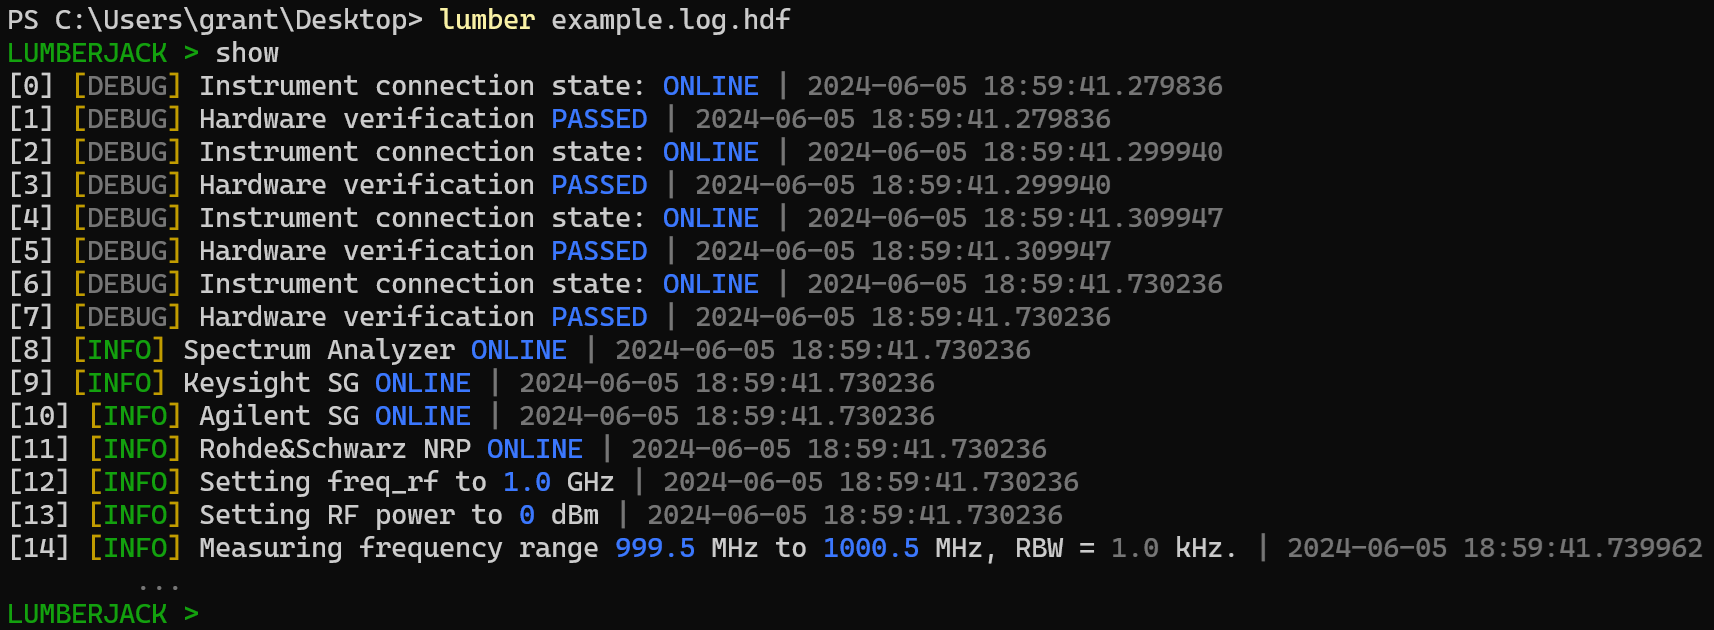 PS C:\Users\grant\Desktop> lumber example.log.hdf
LUMBERJACK > show
[0] [DEBUG] Instrument connection state: ONLINE | 2024-06-05 18:59:41.279836
[1] [DEBUG] Hardware verification PASSED | 2024-06-05 18:59:41.279836
[2] [DEBUG] Instrument connection state: ONLINE | 2024-06-05 18:59:41.299940
[3] [DEBUG] Hardware verification PASSED | 2024-06-05 18:59:41.299940
[4] [DEBUG] Instrument connection state: ONLINE | 2024-06-05 18:59:41.309947
[5] [DEBUG] Hardware verification PASSED | 2024-06-05 18:59:41.309947
[6] [DEBUG] Instrument connection state: ONLINE | 2024-06-05 18:59:41.730236
[7] [DEBUG] Hardware verification PASSED | 2024-06-05 18:59:41.730236
[8] [INFO] Spectrum Analyzer ONLINE | 2024-06-05 18:59:41.730236
[9] [INFO] Keysight SG ONLINE | 2024-06-05 18:59:41.730236
[10] [INFO] Agilent SG ONLINE | 2024-06-05 18:59:41.730236
[11] [INFO] Rohde&Schwarz NRP ONLINE | 2024-06-05 18:59:41.730236
[12] [INFO] Setting freq_rf to 1.0 GHz | 2024-06-05 18:59:41.730236
[13] [INFO] Setting RF power to 0 dBm | 2024-06-05 18:59:41.730236
[14] [INFO] Measuring frequency range 999.5 MHz to 1000.5 MHz, RBW = 1.0 kHz. | 2024-06-05 18:59:41.739962
...
LUMBERJACK >